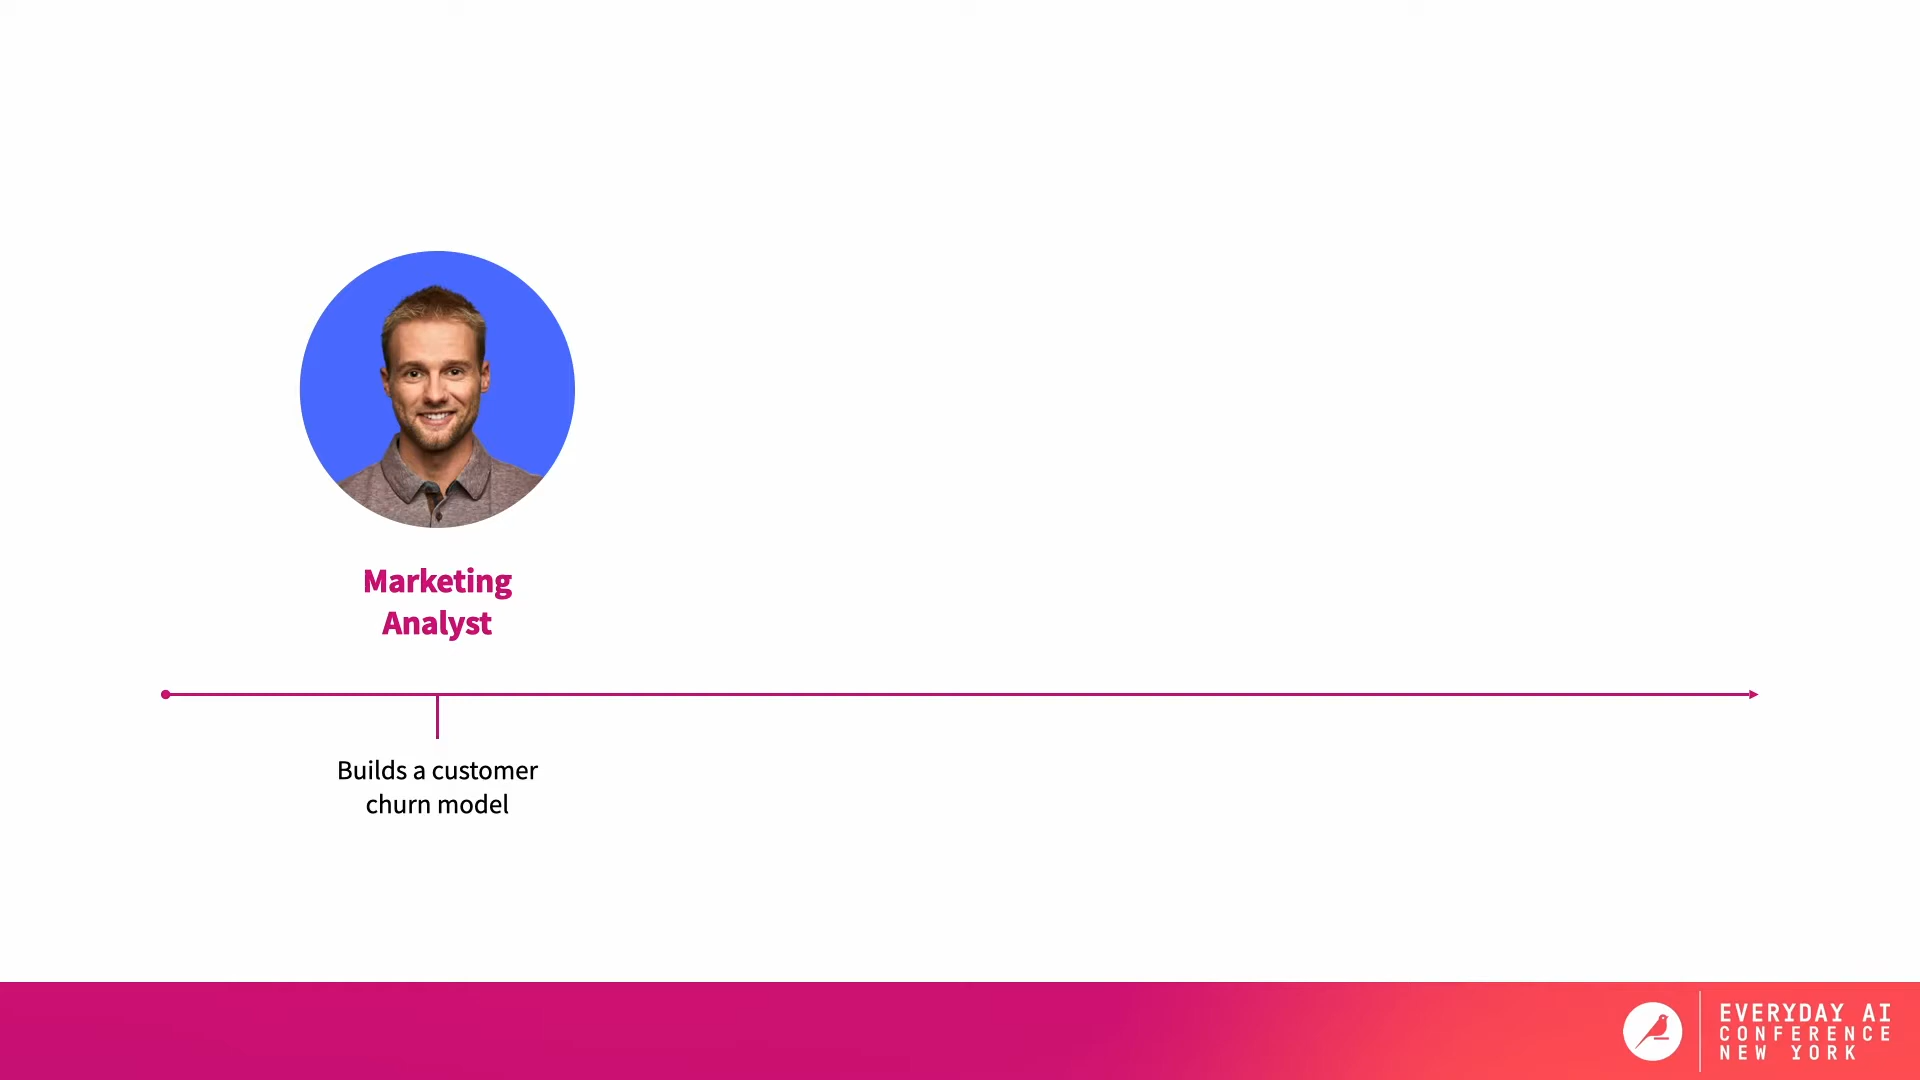 Marketing
Analyst
Builds a customer
churn model
EVERYDAY AI
CONFERENCE
NEW YORK